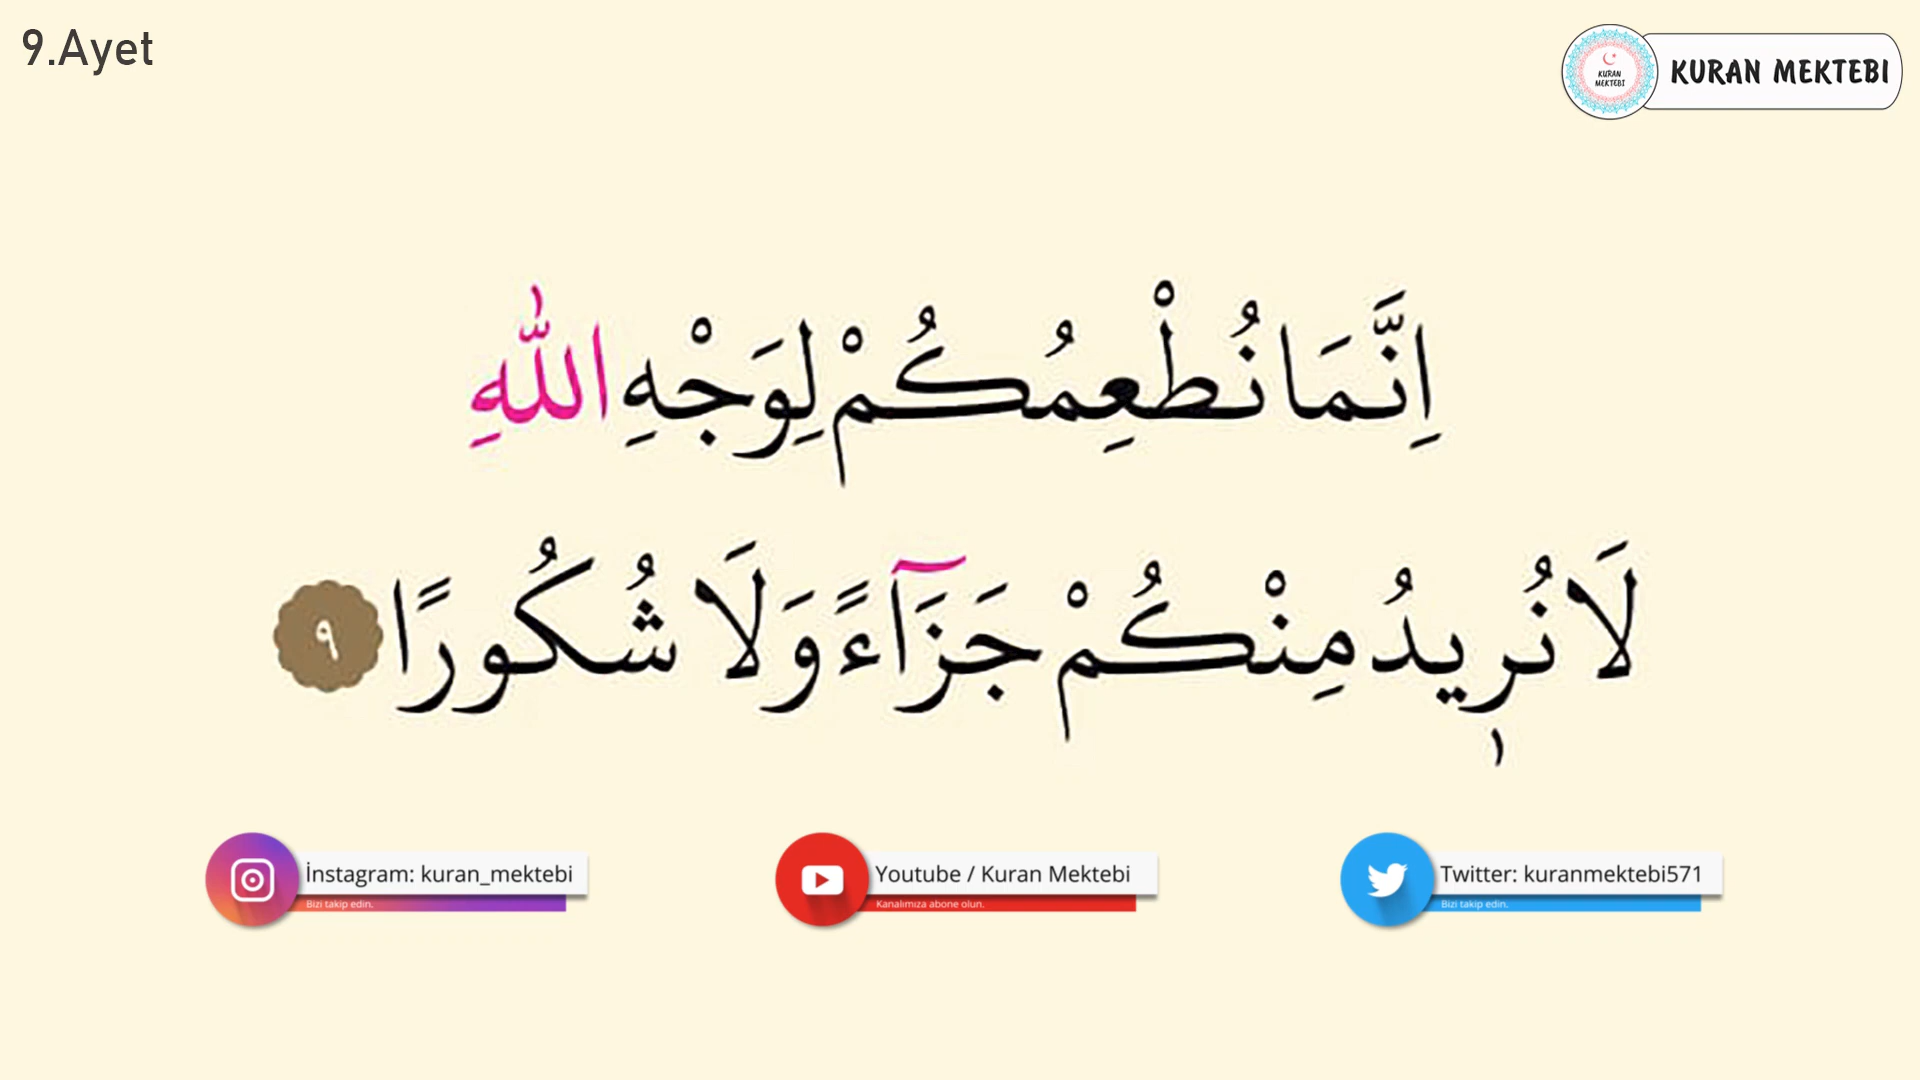 9.Ayet
KURAN MEKTEBI
KURAN
MEKTEBI
اِنَّمَا نُطْعِمُكُمْ لِوَجْهِ اللّٰهِ
لَا نُر۪يدُ مِنْكُمْ جَزَٓاءً وَلَا شُكُورًا ٩
İnstagram: kuran_mektebi
Bizi takip edin.
Youtube / Kuran Mektebi
Kanalımıza abone olun.
Twitter: kuranmektebi571
Bizi takip edin.